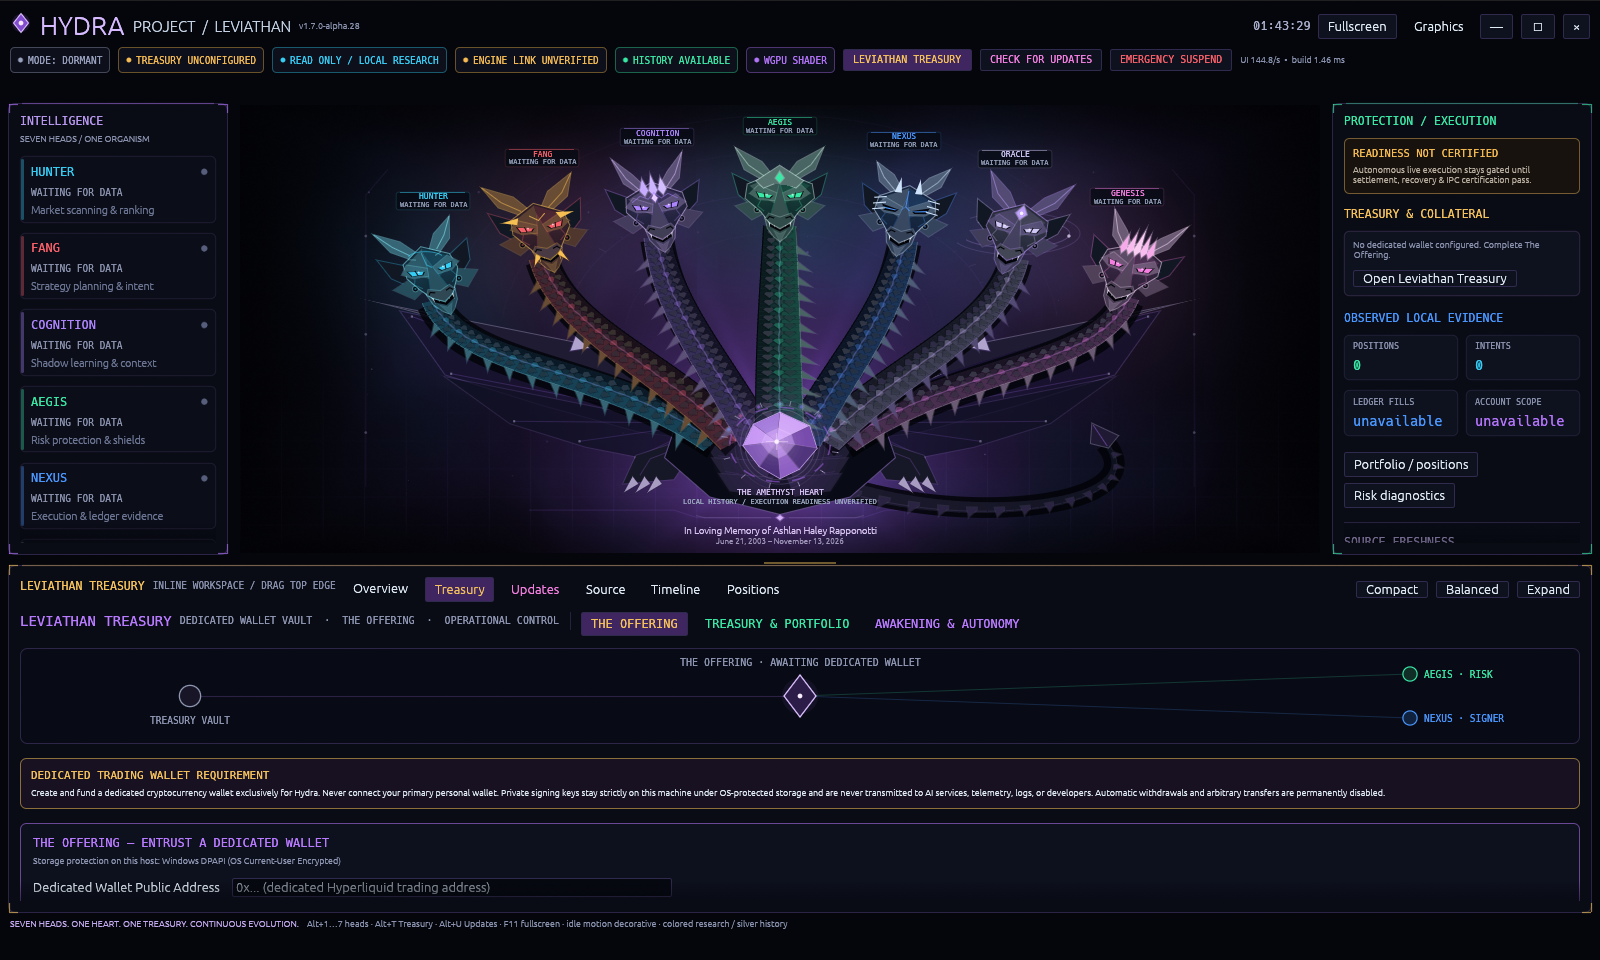 HYDRA PROJECT / LEVIATHAN v1.7.0-alpha.28
01:43:29 Fullscreen Graphics
MODE: DORMANT TREASURY UNCONFIGURED READ ONLY / LOCAL RESEARCH ENGINE LINK UNVERIFIED HISTORY AVAILABLE WGPU SHADER LEVIATHAN TREASURY CHECK FOR UPDATES EMERGENCY SUSPEND UI 144.8/s • build 1.46 ms
INTELLIGENCE
SEVEN HEADS / ONE ORGANISM
HUNTER
WAITING FOR DATA
Market scanning & ranking
FANG
WAITING FOR DATA
Strategy planning & intent
COGNITION
WAITING FOR DATA
Shadow learning & context
AEGIS
WAITING FOR DATA
Risk protection & shields
NEXUS
WAITING FOR DATA
Execution & ledger evidence
HUNTER
WAITING FOR DATA
FANG
WAITING FOR DATA
COGNITION
WAITING FOR DATA
AEGIS
WAITING FOR DATA
NEXUS
WAITING FOR DATA
ORACLE
WAITING FOR DATA
GENESIS
WAITING FOR DATA
THE AMETHYST HEART
LOCAL HISTORY / EXECUTION READINESS UNVERIFIED
In Loving Memory of Ashlan Haley Rapponotti
June 21, 2003 – November 13, 2026
PROTECTION / EXECUTION
READINESS NOT CERTIFIED
Autonomous live execution stays gated until
settlement, recovery & IPC certification pass.
TREASURY & COLLATERAL
No dedicated wallet configured. Complete The
Offering.
Open Leviathan Treasury
OBSERVED LOCAL EVIDENCE
POSITIONS INTENTS
0 0
LEDGER FILLS ACCOUNT SCOPE
unavailable unavailable
Portfolio / positions
Risk diagnostics
SOURCE FRESHNESS
LEVIATHAN TREASURY INLINE WORKSPACE / DRAG TOP EDGE Overview Treasury Updates Source Timeline Positions Compact Balanced Expand
LEVIATHAN TREASURY DEDICATED WALLET VAULT · THE OFFERING · OPERATIONAL CONTROL THE OFFERING TREASURY & PORTFOLIO AWAKENING & AUTONOMY
THE OFFERING · AWAITING DEDICATED WALLET
TREASURY VAULT
AEGIS · RISK
NEXUS · SIGNER
DEDICATED TRADING WALLET REQUIREMENT
Create and fund a dedicated cryptocurrency wallet exclusively for Hydra. Never connect your primary personal wallet. Private signing keys stay strictly on this machine under OS-protected storage and are never transmitted to AI services, telemetry, logs, or developers. Automatic withdrawals and arbitrary transfers are permanently disabled.
THE OFFERING — ENTRUST A DEDICATED WALLET
Storage protection on this host: Windows DPAPI (OS Current-User Encrypted)
Dedicated Wallet Public Address 0x... (dedicated Hyperliquid trading address)
SEVEN HEADS. ONE HEART. ONE TREASURY. CONTINUOUS EVOLUTION. Alt+1...7 heads · Alt+T Treasury · Alt+U Updates · F11 fullscreen · idle motion decorative · colored research / silver history